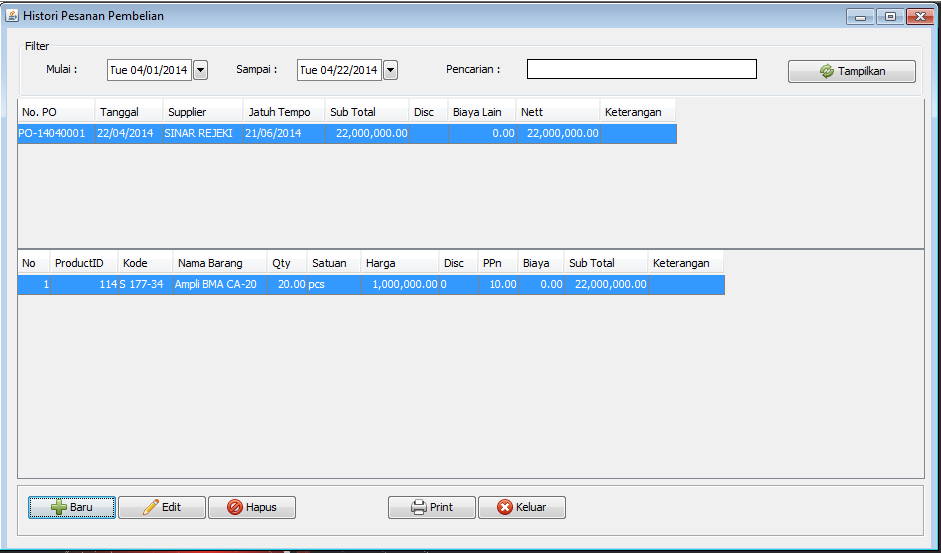 Histori Pesanan Pembelian
Filter
Mulai : Tue 04/01/2014 Sampai : Tue 04/22/2014 Pencarian : Tampilkan
No. PO Tanggal Supplier Jatuh Tempo Sub Total Disc Biaya Lain Nett Keterangan
PO-14040001 22/04/2014 SINAR REJEKI 21/06/2014 22,000,000.00 0.00 22,000,000.00
No ProductID Kode Nama Barang Qty Satuan Harga Disc PPn Biaya Sub Total Keterangan
1 114 S 177-34 Ampli BMA CA-20 20.00 pcs 1,000,000.00 0 10.00 0.00 22,000,000.00
Baru Edit Hapus Print Keluar